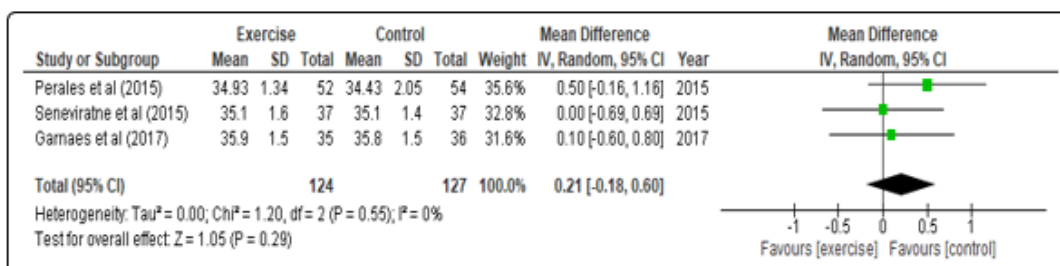 Exercise Control Mean Difference Mean Difference
Study or Subgroup Mean SD Total Mean SD Total Weight IV, Random, 95% CI Year IV, Random, 95% CI
Perales et al (2015) 34.93 1.34 52 34.43 2.05 54 35.6% 0.50 [-0.16, 1.16] 2015
Seneviratne et al (2015) 35.1 1.6 37 35.1 1.4 37 32.8% 0.00 [-0.69, 0.69] 2015
Garnaes et al (2017) 35.9 1.5 35 35.8 1.5 36 31.6% 0.10 [-0.60, 0.80] 2017
Total (95% CI) 124 127 100.0% 0.21 [-0.18, 0.60]
Heterogeneity: Tau² = 0.00; Chi² = 1.20, df = 2 (P = 0.55); I² = 0%
Test for overall effect: Z = 1.05 (P = 0.29)
-1 -0.5 0 0.5 1
Favours [exercise] Favours [control]